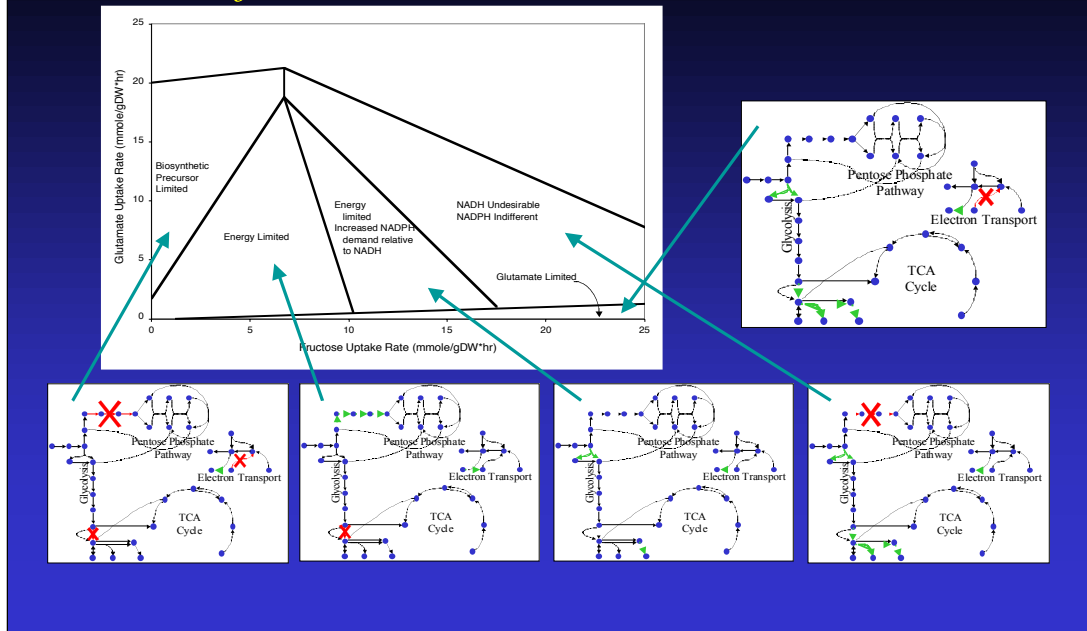 Glutamate Uptake Rate (mmole/gDW*hr)
25
20
15
10
5
0
Biosynthetic
Precursor
Limited
Energy Limited
Energy
limited
Increased NADPH
demand relative
to NADH
NADH Undesirable
NADPH Indifferent
Glutamate Limited
0
5
10
15
20
25
Fructose Uptake Rate (mmole/gDW*hr)
Pentose Phosphate
Pathway
Glycolysis
Electron Transport
TCA
Cycle
Pentose Phosphate
Pathway
Glycolysis
Electron Transport
TCA
Cycle
Pentose Phosphate
Pathway
Glycolysis
Electron Transport
TCA
Cycle
Pentose Phosphate
Pathway
Glycolysis
Electron Transport
TCA
Cycle
Pentose Phosphate
Pathway
Glycolysis
Electron Transport
TCA
Cycle